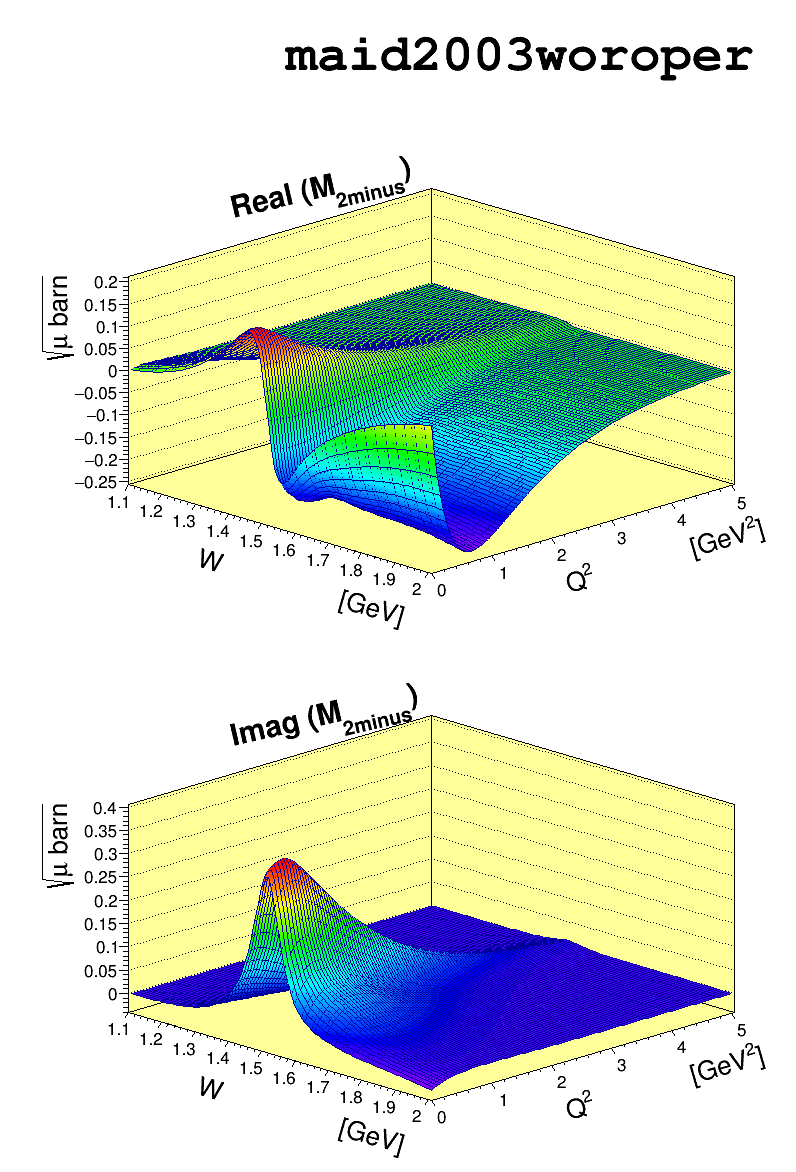 maid2003woroper
Real (M2minus)
√μ barn
0.2
0.15
0.1
0.05
0
−0.05
−0.1
−0.15
−0.2
−0.25
1.1 1.2 1.3 1.4 1.5 1.6 1.7 1.8 1.9 2
W [GeV]
0 1 2 3 4 5
Q2 [GeV2]
Imag (M2minus)
√μ barn
0.4
0.35
0.3
0.25
0.2
0.15
0.1
0.05
0
1.1 1.2 1.3 1.4 1.5 1.6 1.7 1.8 1.9 2
W [GeV]
0 1 2 3 4 5
Q2 [GeV2]